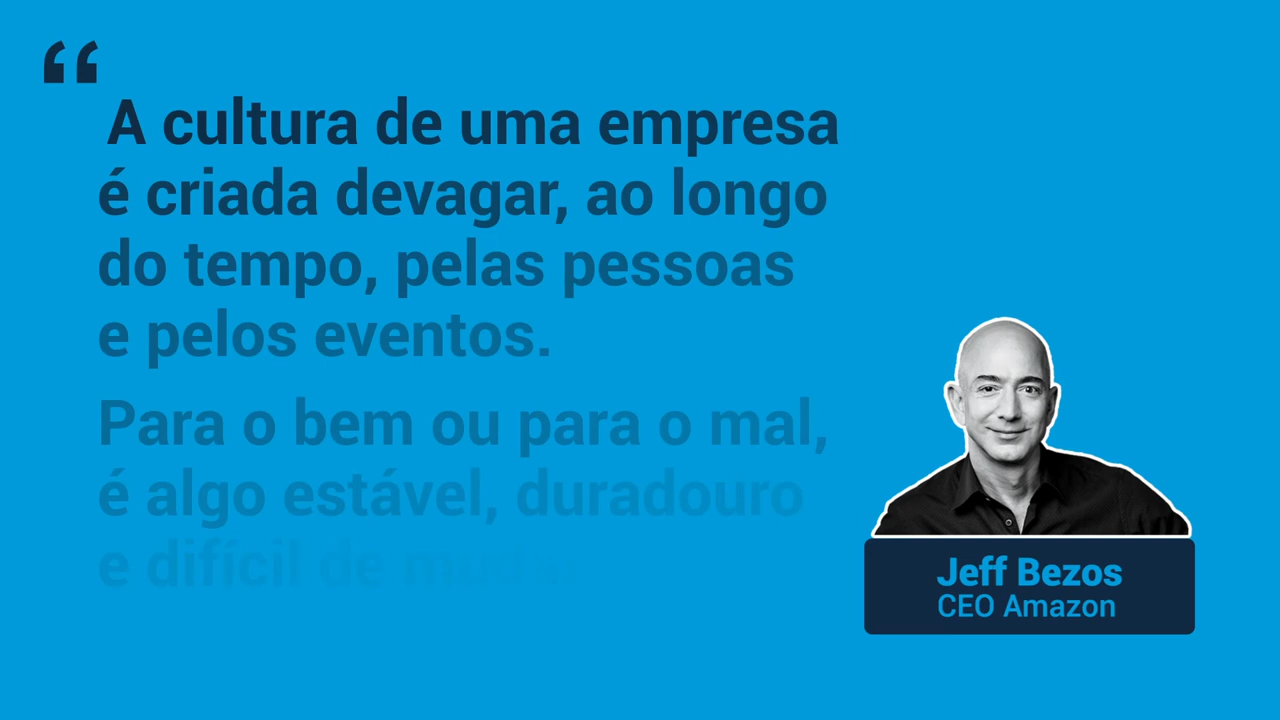 “A cultura de uma empresa
é criada devagar, ao longo
do tempo, pelas pessoas
e pelos eventos.
Para o bem ou para o mal,
é algo estável, duradouro
e difícil de
Jeff Bezos
CEO Amazon